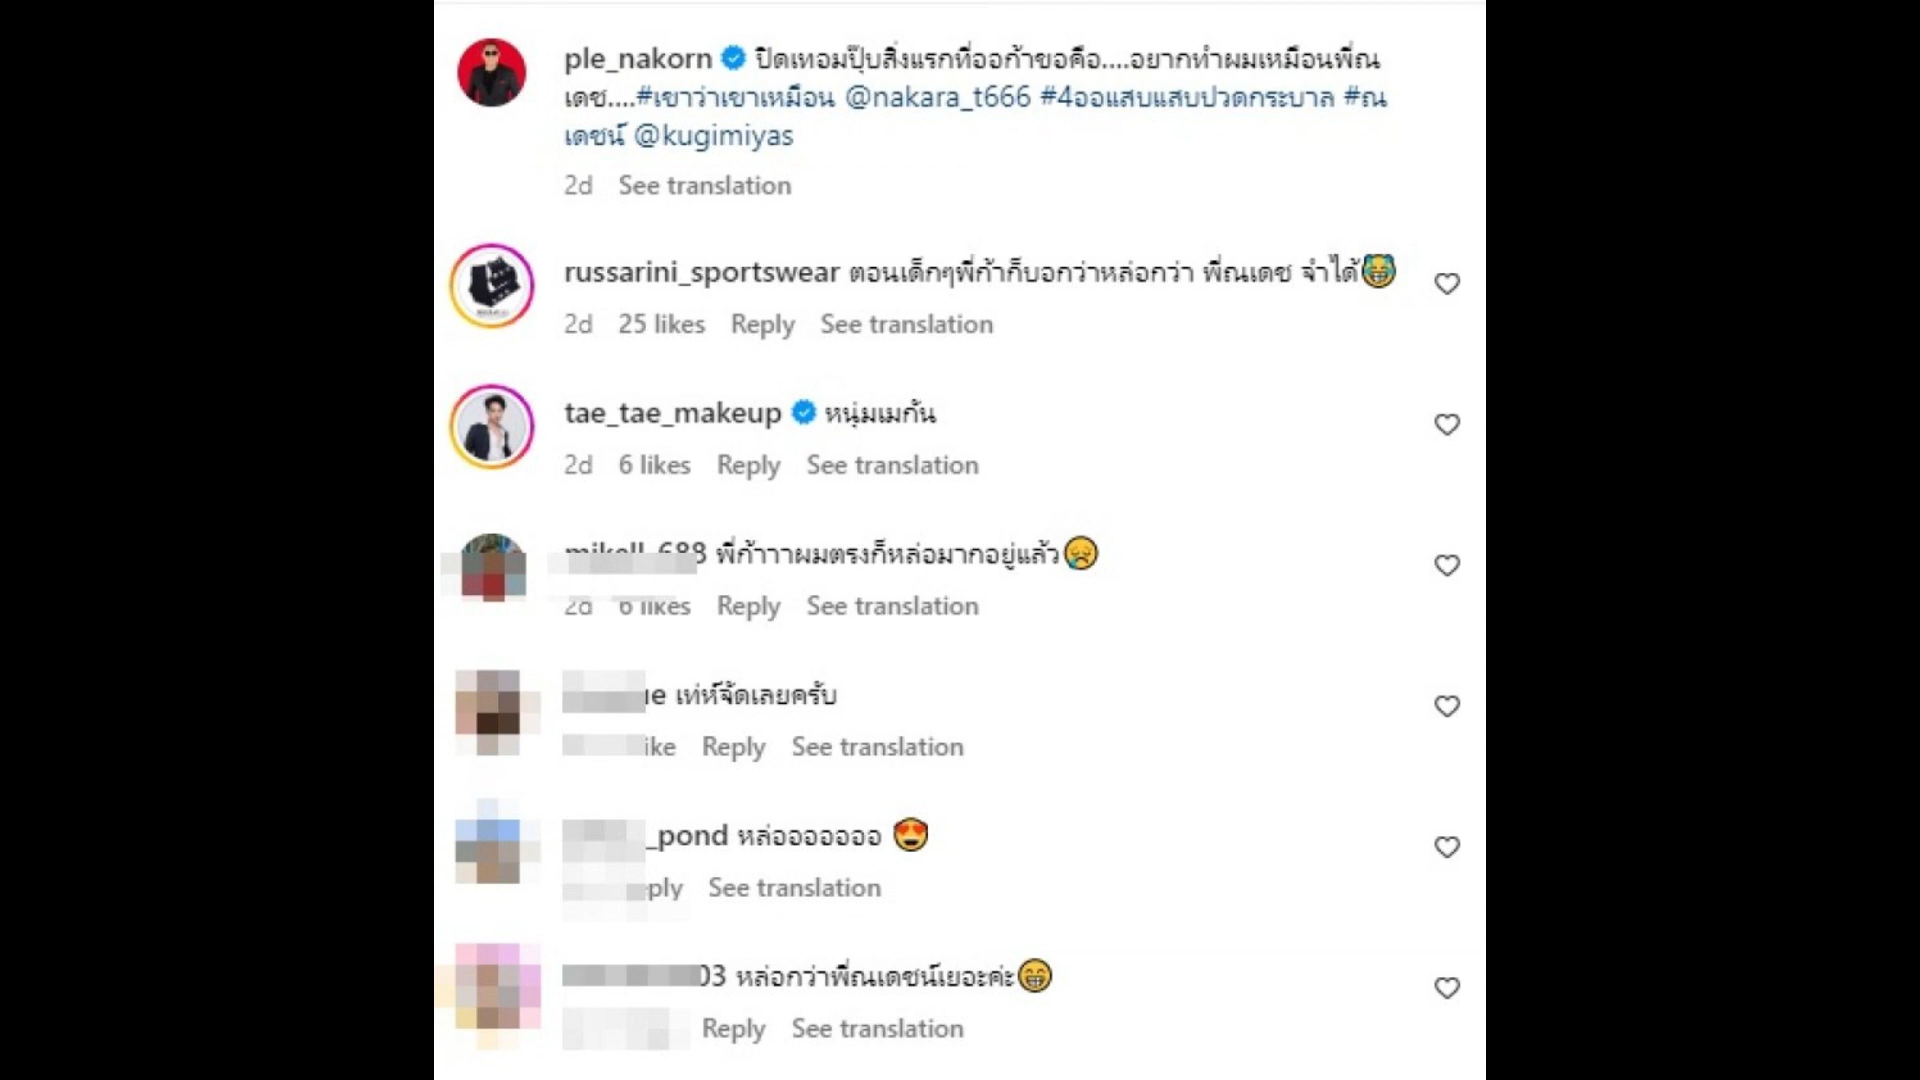 ple_nakorn ปิดเทอมปุ๊บสิ่งแรกที่ออก้าขอคือ....อยากทำผมเหมือนพี่ณ
เดช....#เขาว่าเขาเหมือน @nakara_t666 #4ออแสบแสบปวดกระบาล #ณ
เดชน์ @kugimiyas
2d See translation
russarini_sportswear ตอนเด็กๆพี่ก้าก็บอกว่าหล่อกว่า พี่ณเดช จำได้😹
2d 25 likes Reply See translation
tae_tae_makeup หนุ่มเมกัน
2d 6 likes Reply See translation
พี่ก้าาาผมตรงก็หล่อมากอยู่แล้ว😢
2d 6 likes Reply See translation
เท่ห์จัดเลยครับ
Reply See translation
_pond หล่อออออออ 😍
See translation
03 หล่อกว่าพี่ณเดชน์เยอะค่ะ😁
Reply See translation